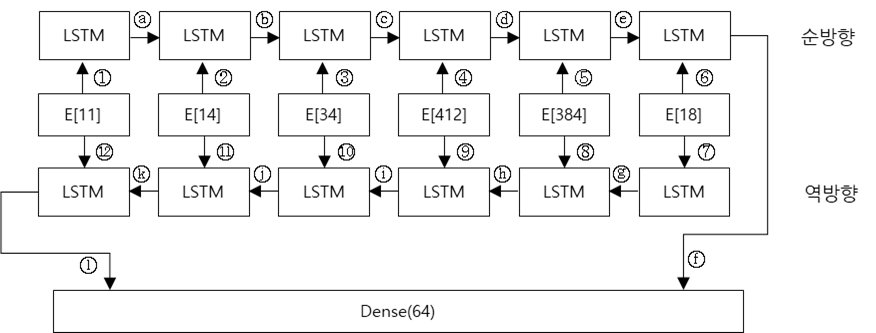 ⓐ ⓑ ⓒ ⓓ ⓔ
LSTM LSTM LSTM LSTM LSTM LSTM 순방향
① ② ③ ④ ⑤ ⑥
E[11] E[14] E[34] E[412] E[384] E[18]
⑫ ⑪ ⑩ ⑨ ⑧ ⑦
ⓚ ⓙ ⓘ ⓗ ⓖ
LSTM LSTM LSTM LSTM LSTM LSTM 역방향
ⓛ ⓕ
Dense(64)